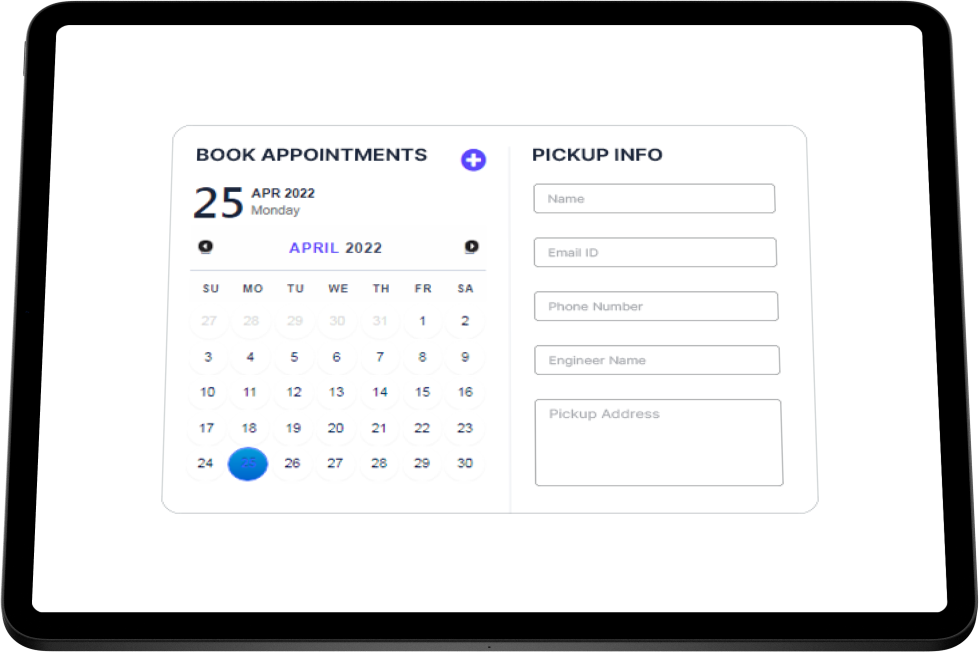 BOOK APPOINTMENTS
25 APR 2022
Monday
APRIL 2022
SU MO TU WE TH FR SA
27 28 29 30 31 1 2
3 4 5 6 7 8 9
10 11 12 13 14 15 16
17 18 19 20 21 22 23
24 25 26 27 28 29 30
PICKUP INFO
Name
Email ID
Phone Number
Engineer Name
Pickup Address